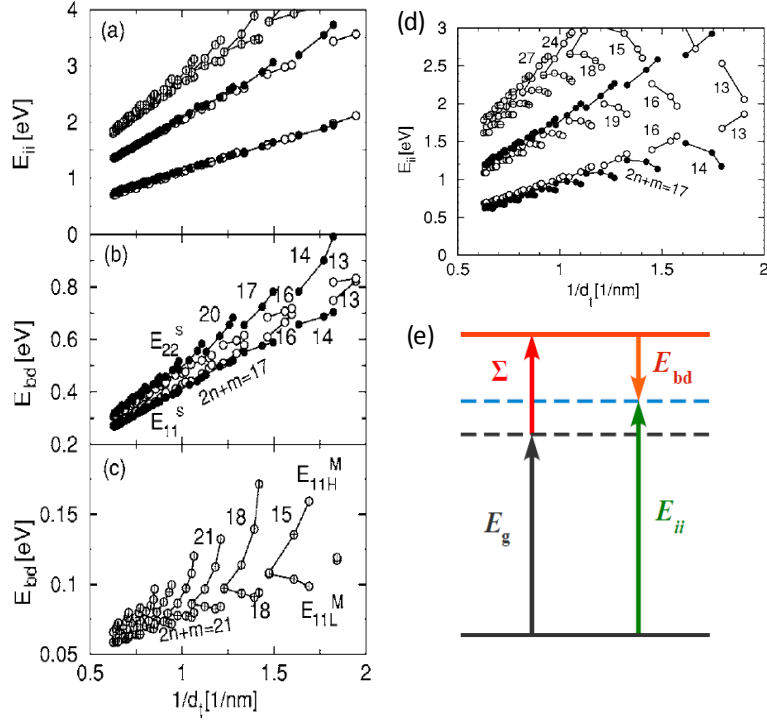 (a)
E_ii [eV]
4
3
2
1
0
(b)
E_bd [eV]
0.8
0.6
0.4
0.2
14
13
17
16
20
13
E_22^S
16
14
2n+m=17
E_11^S
(c)
E_bd [eV]
0.15
0.10
0.05
E_11H^M
18
15
21
18
E_11L^M
2n+m=21
0.5 1 1.5 2
1/d_t [1/nm]
(d)
E_ii [eV]
3
2.5
2
1.5
1
0.5
0
27
24
15
18
13
16
19
16
13
14
2n+m=17
0.5 1 1.5 2
1/d_t [1/nm]
(e)
Σ
E_bd
E_g
E_ii